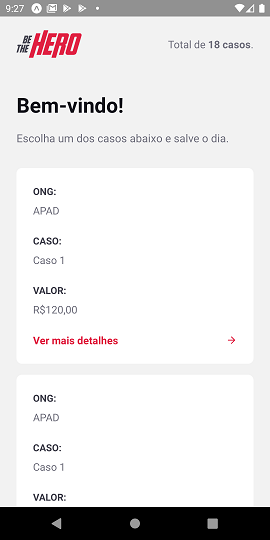 9:27
BE
THE HERO
Total de 18 casos.
Bem-vindo!
Escolha um dos casos abaixo e salve o dia.
ONG:
APAD
CASO:
Caso 1
VALOR:
R$120,00
Ver mais detalhes
ONG:
APAD
CASO:
Caso 1
VALOR: